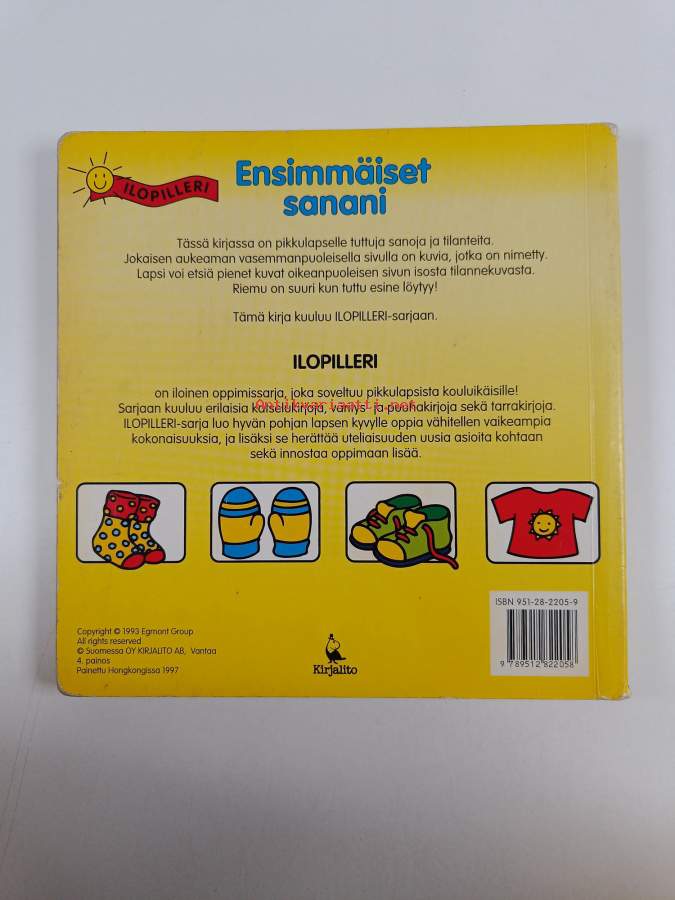 ILOPILLERI
Ensimmäiset
sanani
Tässä kirjassa on pikkulapselle tuttuja sanoja ja tilanteita.
Jokaisen aukeaman vasemmanpuoleisella sivulla on kuvia, jotka on nimetty.
Lapsi voi etsiä pienet kuvat oikeanpuoleisen sivun isosta tilannekuvasta.
Riemu on suuri kun tuttu esine löytyy!
Tämä kirja kuuluu ILOPILLERI-sarjaan.
ILOPILLERI
on iloinen oppimissarja, joka soveltuu pikkulapsista kouluikäisille!
Sarjaan kuuluu erilaisia katselukirjoja, väritys- ja puuhakirjoja sekä tarrakirjoja.
Antikvariaatti.net
ILOPILLERI-sarja luo hyvän pohjan lapsen kyvylle oppia vähitellen vaikeampia
kokonaisuuksia, ja lisäksi se herättää uteliaisuuden uusia asioita kohtaan
sekä innostaa oppimaan lisää.
ISBN 951-28-2205-9
9 789512 822058
Copyright © 1993 Egmont Group
All rights reserved
© Suomessa OY KIRJALITO AB, Vantaa
4. painos
Painettu Hongkongissa 1997
Kirjalito